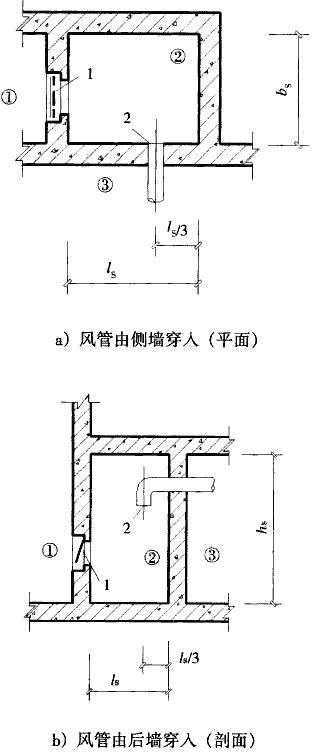 ②
1
①
b_s
2
③
l_s/3
l_s
a）风管由侧墙穿入（平面）
2
①
②
③
h_s
1
l_s/3
l_s
b）风管由后墙穿入（剖面）